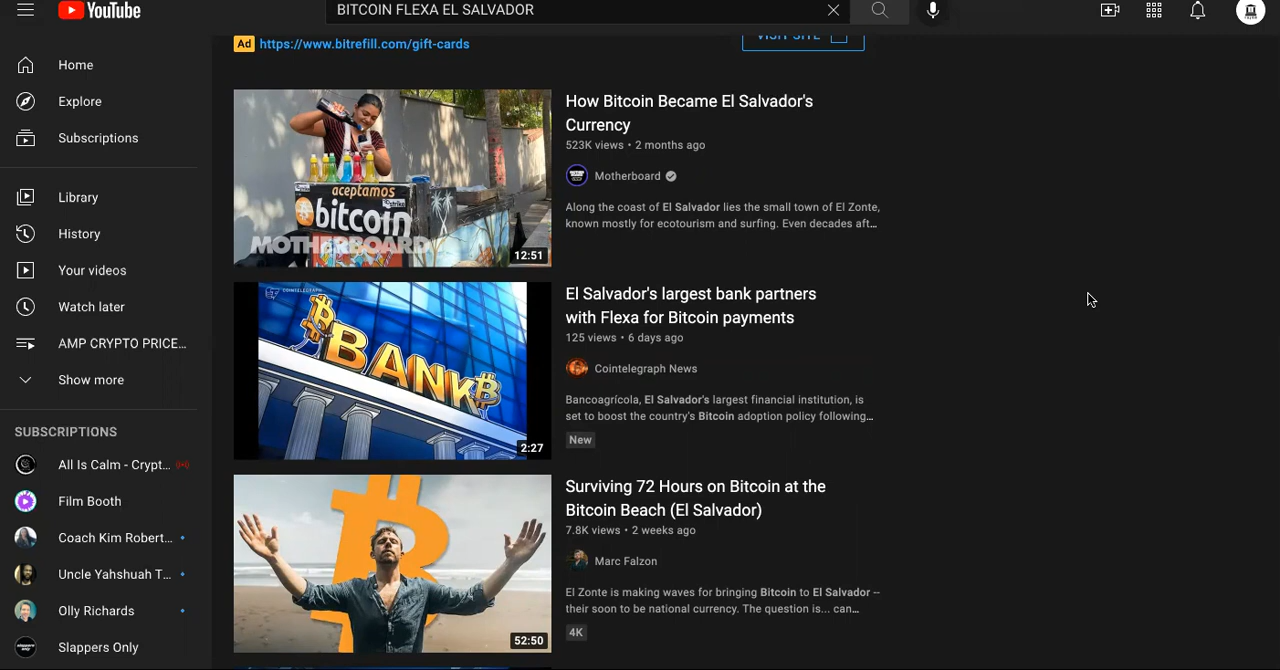 YouTube
BITCOIN FLEXA EL SALVADOR
Ad https://www.bitrefill.com/gift-cards
VISIT SITE
Home
Explore
Subscriptions
Library
History
Your videos
Watch later
AMP CRYPTO PRICE...
Show more
SUBSCRIPTIONS
All Is Calm - Crypt...
Film Booth
Coach Kim Robert...
Uncle Yahshuah T...
Olly Richards
Slappers Only
aceptamos
bitcoin
MOTHERBOARD
12:51
How Bitcoin Became El Salvador's
Currency
523K views • 2 months ago
Motherboard
Along the coast of El Salvador lies the small town of El Zonte,
known mostly for ecotourism and surfing. Even decades aft...
COINTELEGRAPH
BANK
2:27
El Salvador's largest bank partners
with Flexa for Bitcoin payments
125 views • 6 days ago
Cointelegraph News
Bancoagrícola, El Salvador's largest financial institution, is
set to boost the country's Bitcoin adoption policy following...
New
52:50
Surviving 72 Hours on Bitcoin at the
Bitcoin Beach (El Salvador)
7.8K views • 2 weeks ago
Marc Falzon
El Zonte is making waves for bringing Bitcoin to El Salvador --
their soon to be national currency. The question is... can...
4K